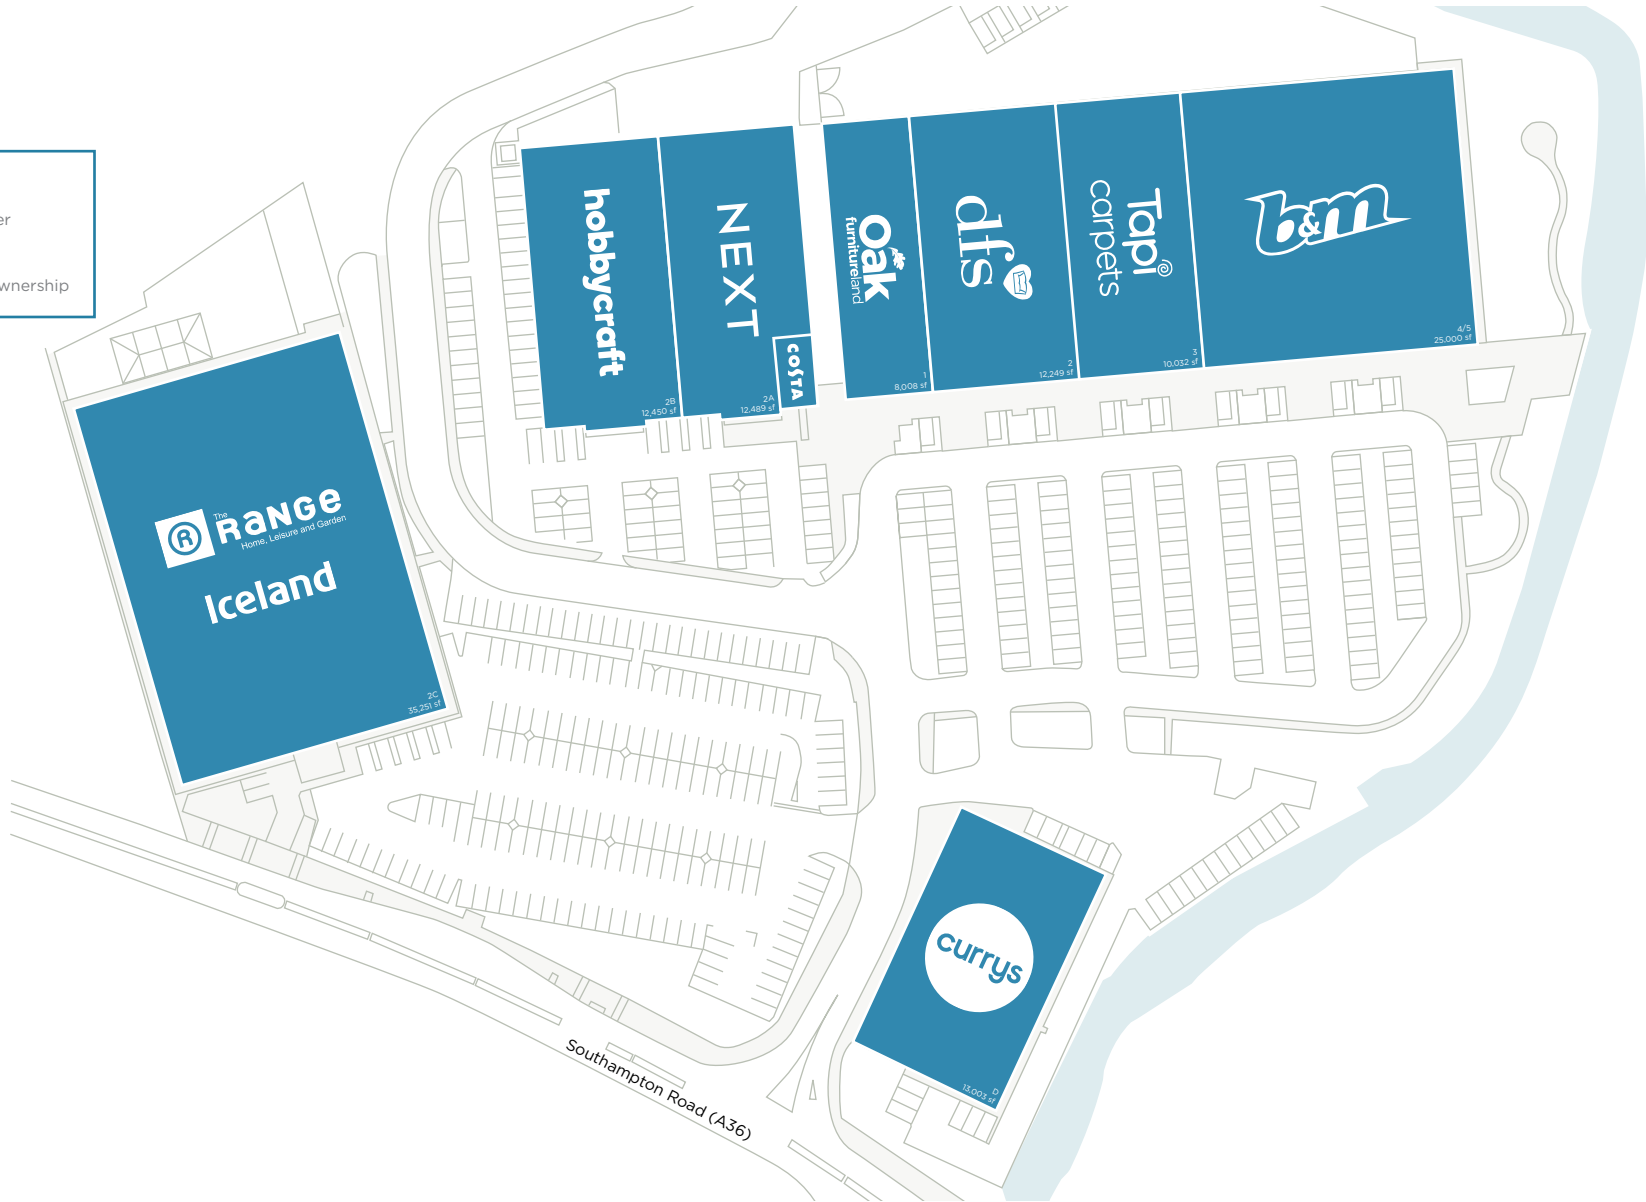 er
wnership
hobbycraft
2B
12,450 sf
NEXT
2A
12,489 sf
COSTA
Oak
furnitureland
1
8,008 sf
dfs
2
12,249 sf
Tapi
carpets
3
10,032 sf
b&m
4/5
25,000 sf
R
The
RANGE
Home, Leisure and Garden
Iceland
2C
35,251 sf
currys
D
13,003 sf
Southampton Road (A36)